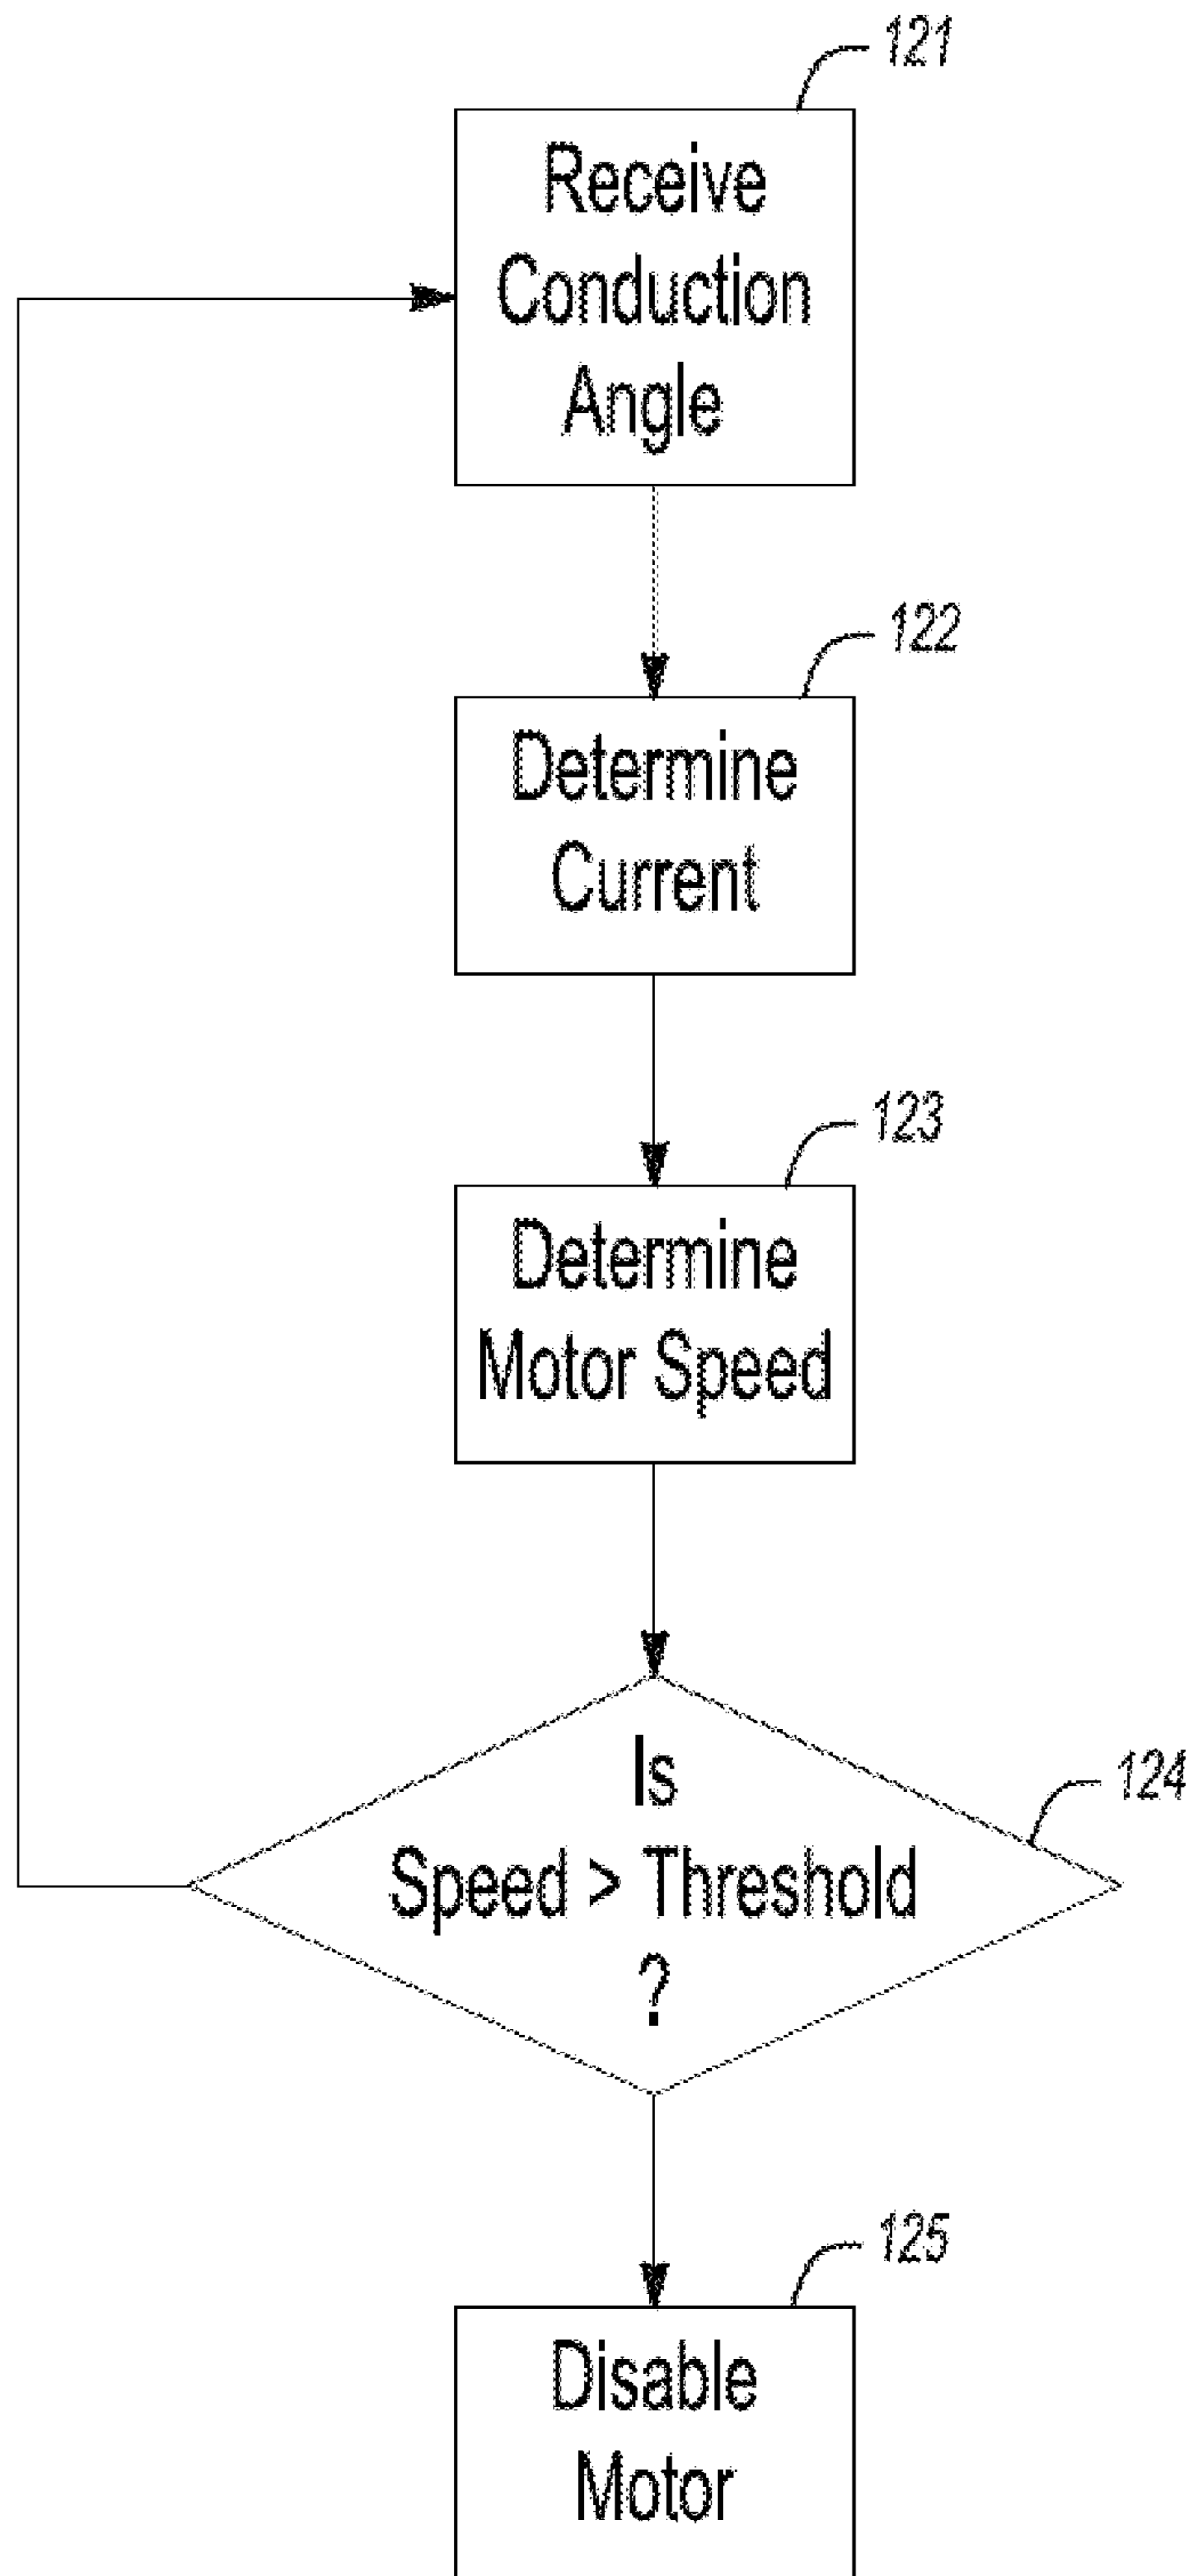 121
Receive
Conduction
Angle
122
Determine
Current
123
Determine
Motor Speed
124
Is
Speed > Threshold
?
125
Disable
Motor